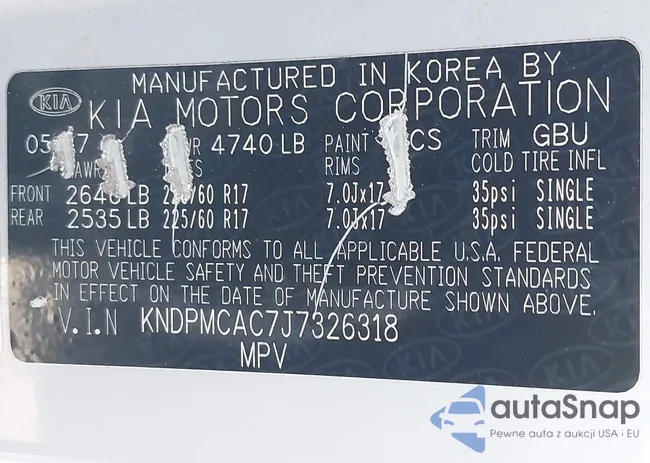 MANUFACTURED IN KOREA BY
KIA KIA MOTORS CORPORATION
4740 LB PAINT CS TRIM GBU
RIMS COLD TIRE INFL
FRONT LB R17 7.0Jx17 35psi SINGLE
REAR 2535 LB 225/60 R17 7.0Jx17 35psi SINGLE
THIS VEHICLE CONFORMS TO ALL APPLICABLE U.S.A. FEDERAL
MOTOR VEHICLE SAFETY AND THEFT PREVENTION STANDARDS
IN EFFECT ON THE DATE OF MANUFACTURE SHOWN ABOVE.
V.I.N KNDPMCAC7J7326318
MPV
autaSnap
Pewne auta z aukcji USA i EU